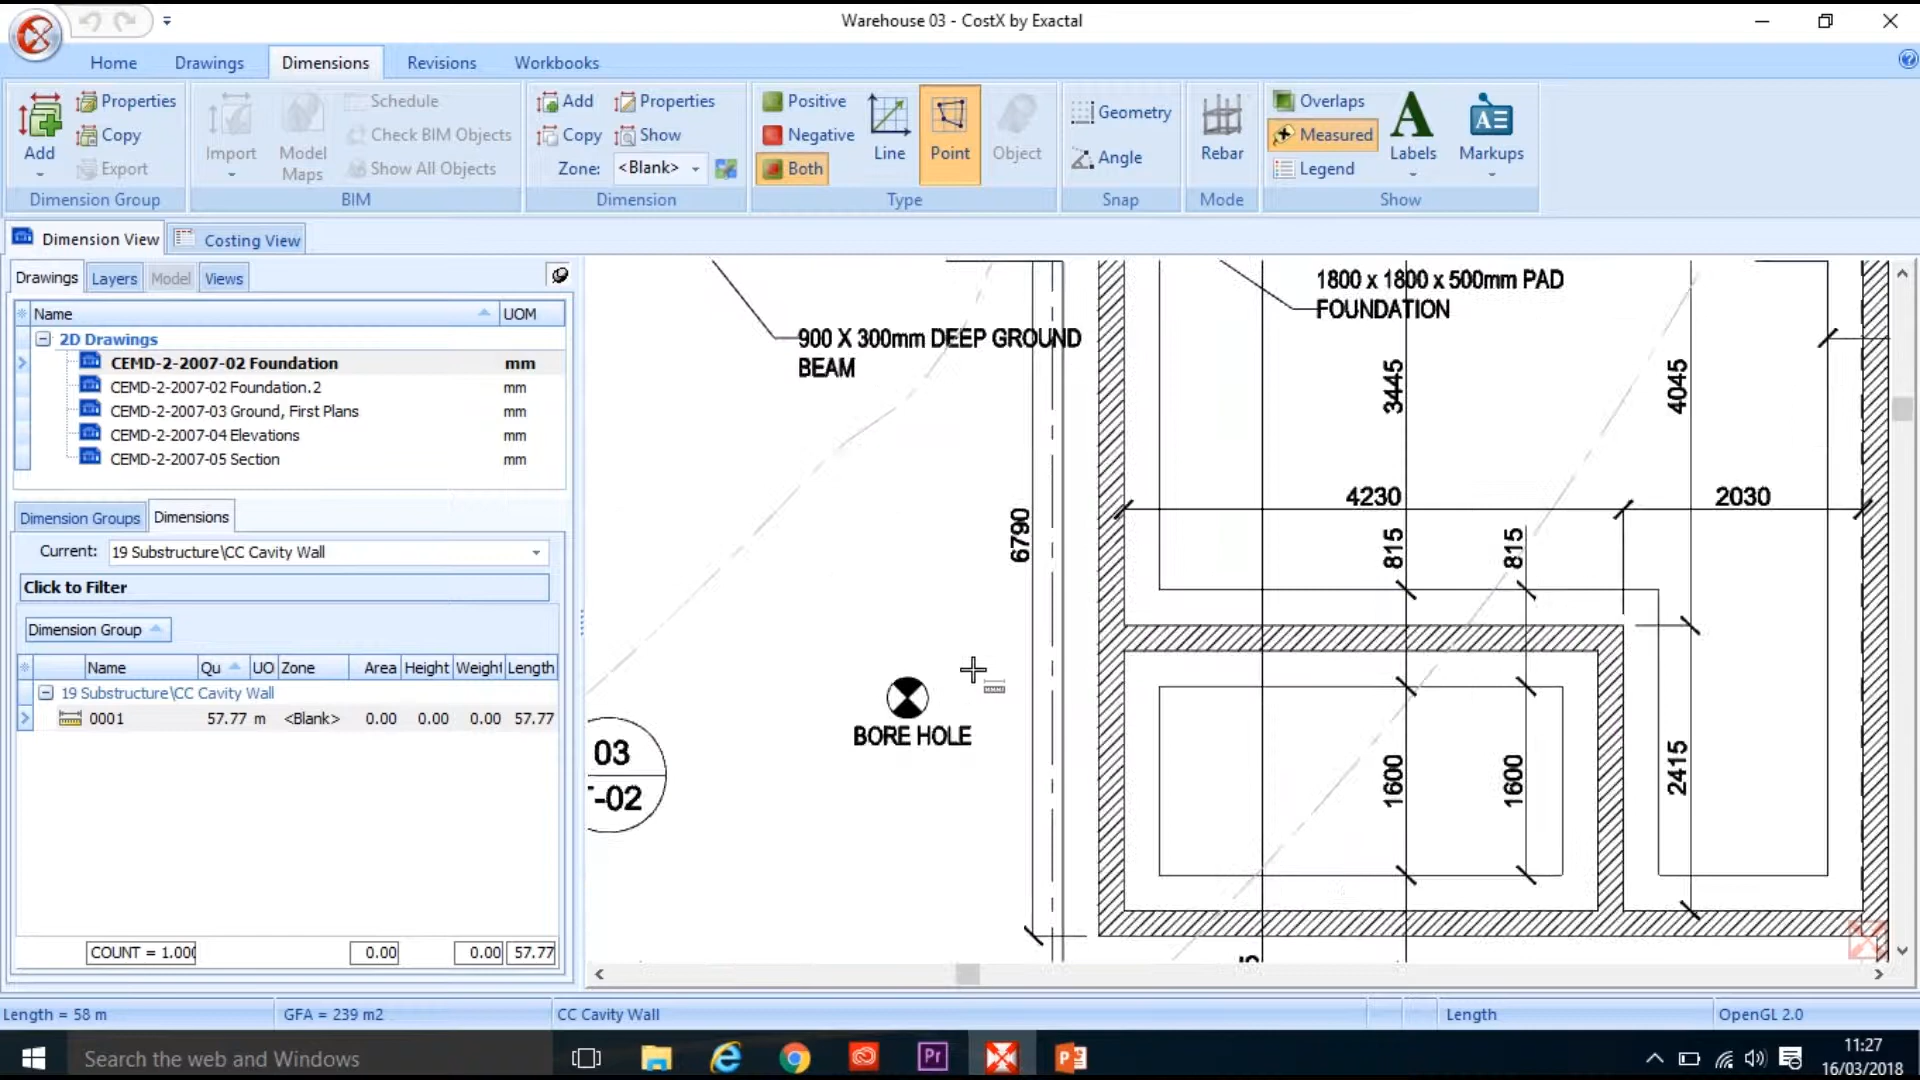 Warehouse 03 - CostX by Exactal
Home Drawings Dimensions Revisions Workbooks
Add Properties Copy Export
Dimension Group
Import Model Maps Schedule Check BIM Objects Show All Objects
BIM
Add Properties
Copy Show
Zone: <Blank>
Dimension
Positive Negative Both Line Point Object
Type
Geometry
Angle
Snap
Rebar
Mode
Overlaps Measured Legend Labels Markups
Show
Dimension View Costing View
Drawings Layers Model Views
Name UOM
2D Drawings
CEMD-2-2007-02 Foundation mm
CEMD-2-2007-02 Foundation.2 mm
CEMD-2-2007-03 Ground, First Plans mm
CEMD-2-2007-04 Elevations mm
CEMD-2-2007-05 Section mm
Dimension Groups Dimensions
Current: 19 Substructure\CC Cavity Wall
Click to Filter
Dimension Group
Name Qu UO Zone Area Height Weight Length
19 Substructure\CC Cavity Wall
0001 57.77 m <Blank> 0.00 0.00 0.00 57.77
COUNT = 1.00 0.00 0.00 57.77
900 X 300mm DEEP GROUND
BEAM
1800 x 1800 x 500mm PAD
FOUNDATION
3445
4045
4230
2030
6790
815
815
BORE HOLE
03
-02
1600
1600
2415
Length = 58 m GFA = 239 m2 CC Cavity Wall Length OpenGL 2.0
Search the web and Windows
Pr
11:27
16/03/2018